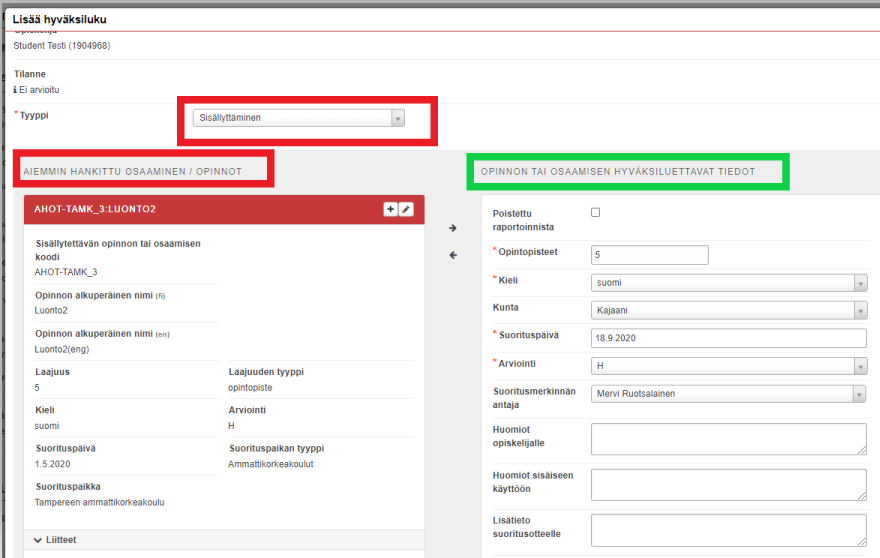 Lisää hyväksiluku
Opiskelija
Student Testi (1904968)
Tilanne
i Ei arvioitu
* Tyyppi
Sisällyttäminen
AIEMMIN HANKITTU OSAAMINEN / OPINNOT
AHOT-TAMK_3:LUONTO2
Sisällytettävän opinnon tai osaamisen
koodi
AHOT-TAMK_3
Opinnon alkuperäinen nimi (fi)
Luonto2
Opinnon alkuperäinen nimi (en)
Luonto2(eng)
Laajuus
5
Laajuuden tyyppi
opintopiste
Kieli
suomi
Arviointi
H
Suorituspäivä
1.5.2020
Suorituspaikan tyyppi
Ammattikorkeakoulut
Suorituspaikka
Tampereen ammattikorkeakoulu
Liitteet
OPINNON TAI OSAAMISEN HYVÄKSILUETTAVAT TIEDOT
Poistettu
raportoinnista
* Opintopisteet
5
* Kieli
suomi
Kunta
Kajaani
* Suorituspäivä
18.9.2020
* Arviointi
H
Suoritusmerkinnän
antaja
Mervi Ruotsalainen
Huomiot
opiskelijalle
Huomiot sisäiseen
käyttöön
Lisätieto
suoritusotteelle